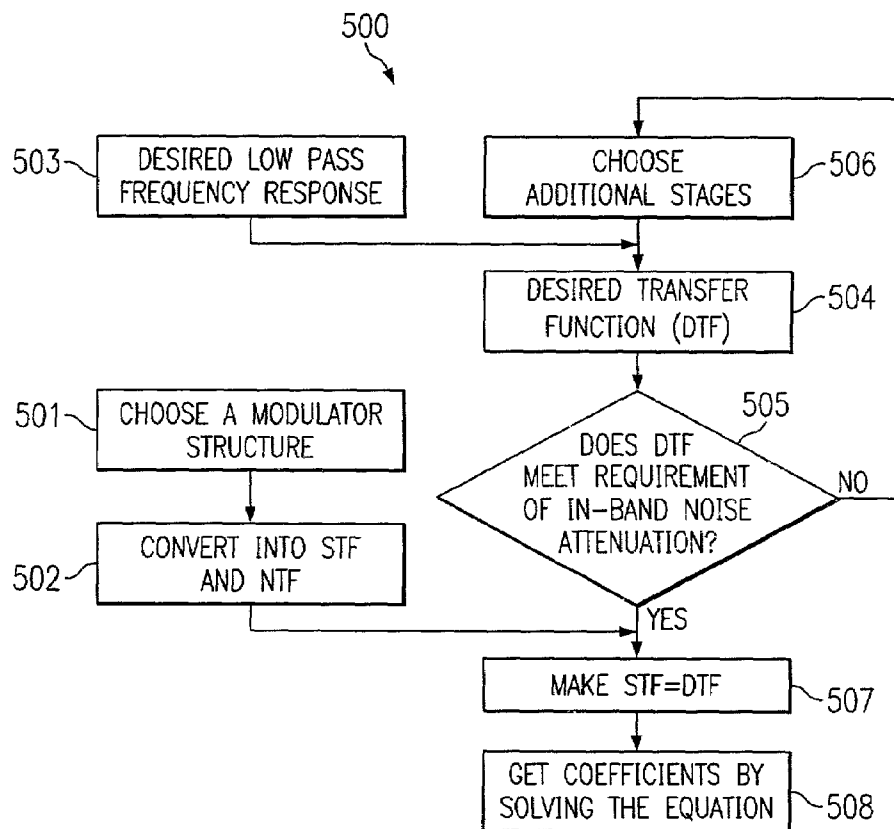 500
503
DESIRED LOW PASS
FREQUENCY RESPONSE
CHOOSE
ADDITIONAL STAGES
506
DESIRED TRANSFER
FUNCTION (DTF)
504
501
CHOOSE A MODULATOR
STRUCTURE
505
DOES DTF
MEET REQUIREMENT
OF IN-BAND NOISE
ATTENUATION?
NO
502
CONVERT INTO STF
AND NTF
YES
MAKE STF=DTF
507
GET COEFFICIENTS BY
SOLVING THE EQUATION
508